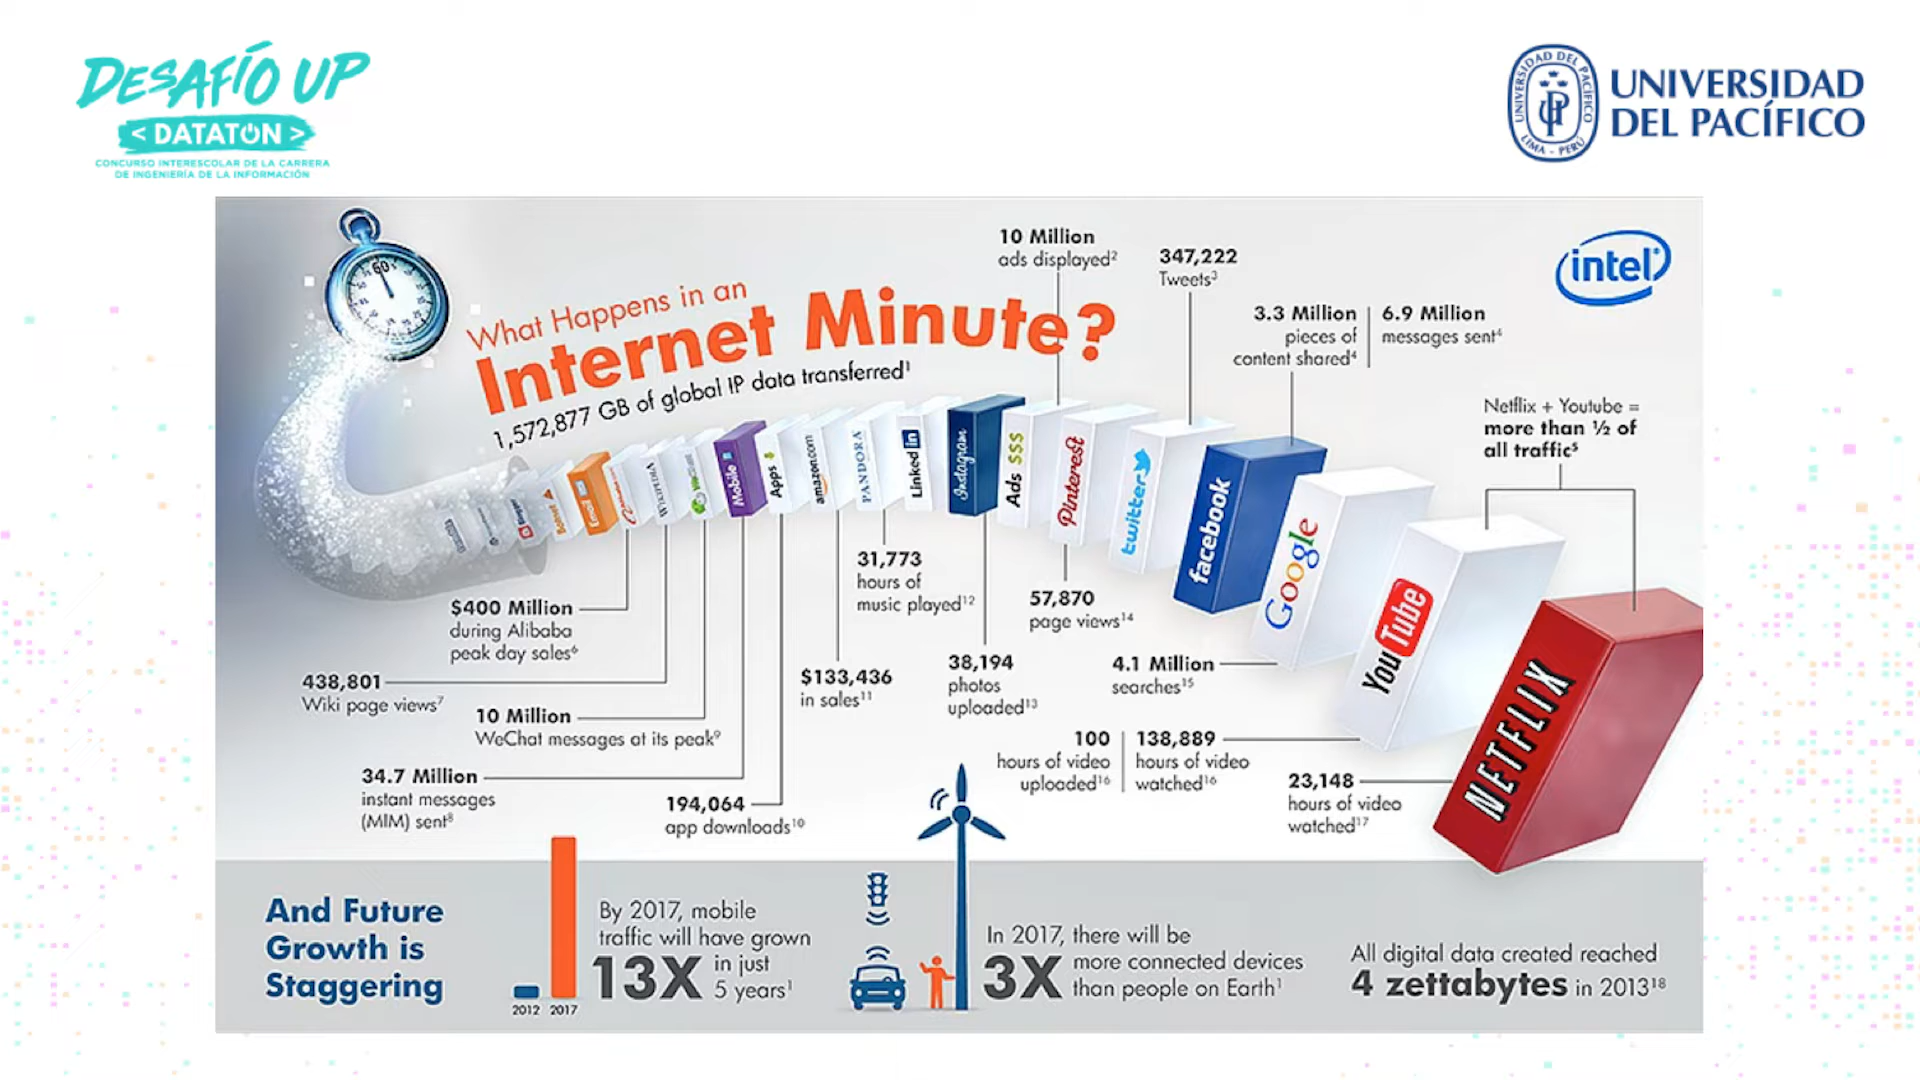 DESAFÍO UP
< DATATÓN >
CONCURSO INTERESCOLAR DE LA CARRERA
DE INGENIERÍA DE LA INFORMACIÓN
UNIVERSIDAD DEL PACÍFICO
LIMA - PERÚ
UNIVERSIDAD
DEL PACÍFICO
60
What Happens in an
Internet Minute?
1,572,877 GB of global IP data transferred¹
10 Million
ads displayed²
347,222
Tweets³
3.3 Million
pieces of
content shared⁴
6.9 Million
messages sent⁴
intel®
Netflix + Youtube =
more than ½ of
all traffic⁵
Email
WIKIPEDIA
Mobile
Apps
amazon.com
PANDORA
Linked in
Instagram
Ads $$$
Pinterest
twitter
facebook
Google
YouTube
NETFLIX
$400 Million
during Alibaba
peak day sales⁶
438,801
Wiki page views⁷
10 Million
WeChat messages at its peak⁹
34.7 Million
instant messages
(MIM) sent⁸
194,064
app downloads¹⁰
$133,436
in sales¹¹
31,773
hours of
music played¹²
38,194
photos
uploaded¹³
57,870
page views¹⁴
4.1 Million
searches¹⁵
100
hours of video
uploaded¹⁶
138,889
hours of video
watched¹⁶
23,148
hours of video
watched¹⁷
And Future
Growth is
Staggering
2012 2017
By 2017, mobile
traffic will have grown
13X in just
5 years¹
In 2017, there will be
3X more connected devices
than people on Earth¹
All digital data created reached
4 zettabytes in 2013¹⁸